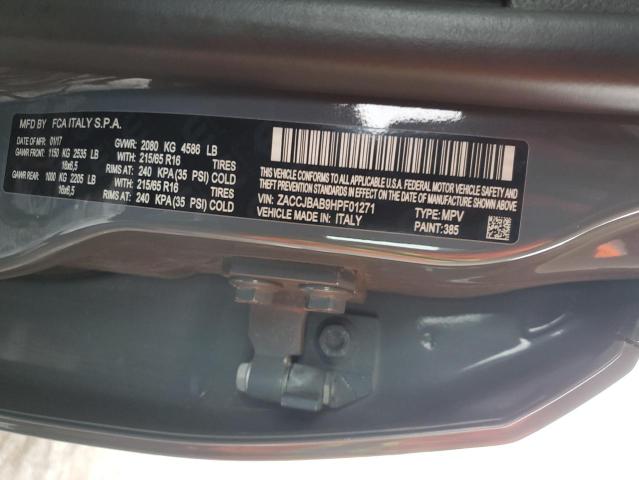 MFD BY FCA ITALY S.P.A.
DATE OF MFD: 01/17 GVWR: 2080 KG 4586 LB
GAWR FRONT: 1150 KG 2535 LB WITH: 215/65 R16 TIRES
16x6,5 RIMS AT: 240 KPA (35 PSI) COLD
GAWR REAR: 1000 KG 2205 LB WITH: 215/65 R16 TIRES
16x6,5 RIMS AT: 240 KPA (35 PSI) COLD
THIS VEHICLE CONFORMS TO ALL APPLICABLE
U.S.A. FEDERAL MOTOR VEHICLE SAFETY
STANDARDS IN EFFECT ON THE DATE OF
MANUFACTURE SHOWN ABOVE.
VIN: ZACCJBAB9HPF01271 TYPE: MPV
VEHICLE MADE IN: ITALY PAINT: 385